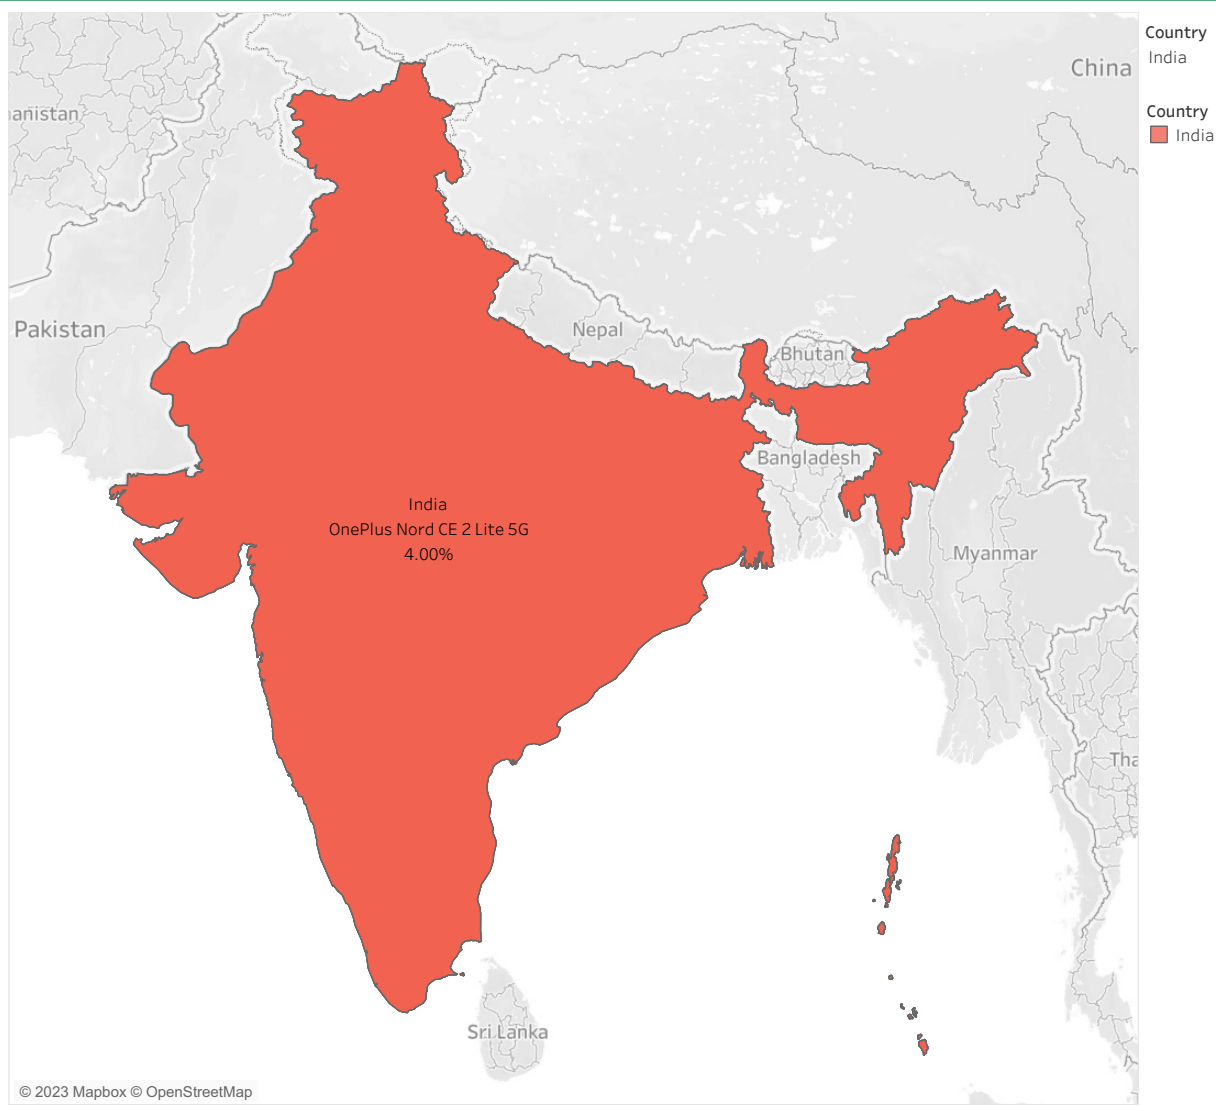 Country
India
China
anistan
Country
India
Pakistan
Nepal
Bhutan
Bangladesh
India
OnePlus Nord CE 2 Lite 5G
4.00%
Myanmar
Tha
Sri Lanka
© 2023 Mapbox © OpenStreetMap